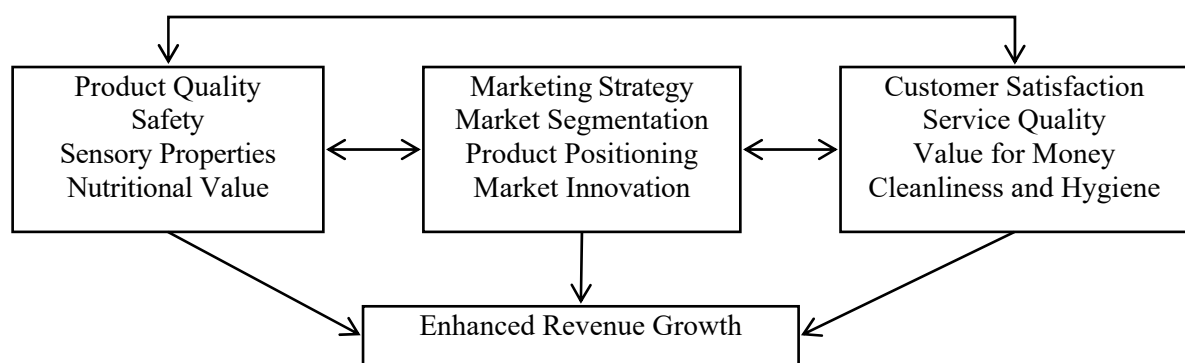 Product Quality
Safety
Sensory Properties
Nutritional Value
Marketing Strategy
Market Segmentation
Product Positioning
Market Innovation
Customer Satisfaction
Service Quality
Value for Money
Cleanliness and Hygiene
Enhanced Revenue Growth